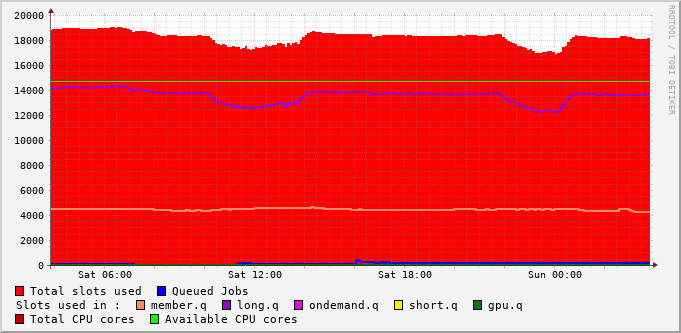 20000
18000
16000
14000
12000
10000
8000
6000
4000
2000
0
Sat 06:00 Sat 12:00 Sat 18:00 Sun 00:00
RRDTOOL / TOBI OETIKER
Total slots used Queued Jobs
Slots used in : member.q long.q ondemand.q short.q gpu.q
Total CPU cores Available CPU cores